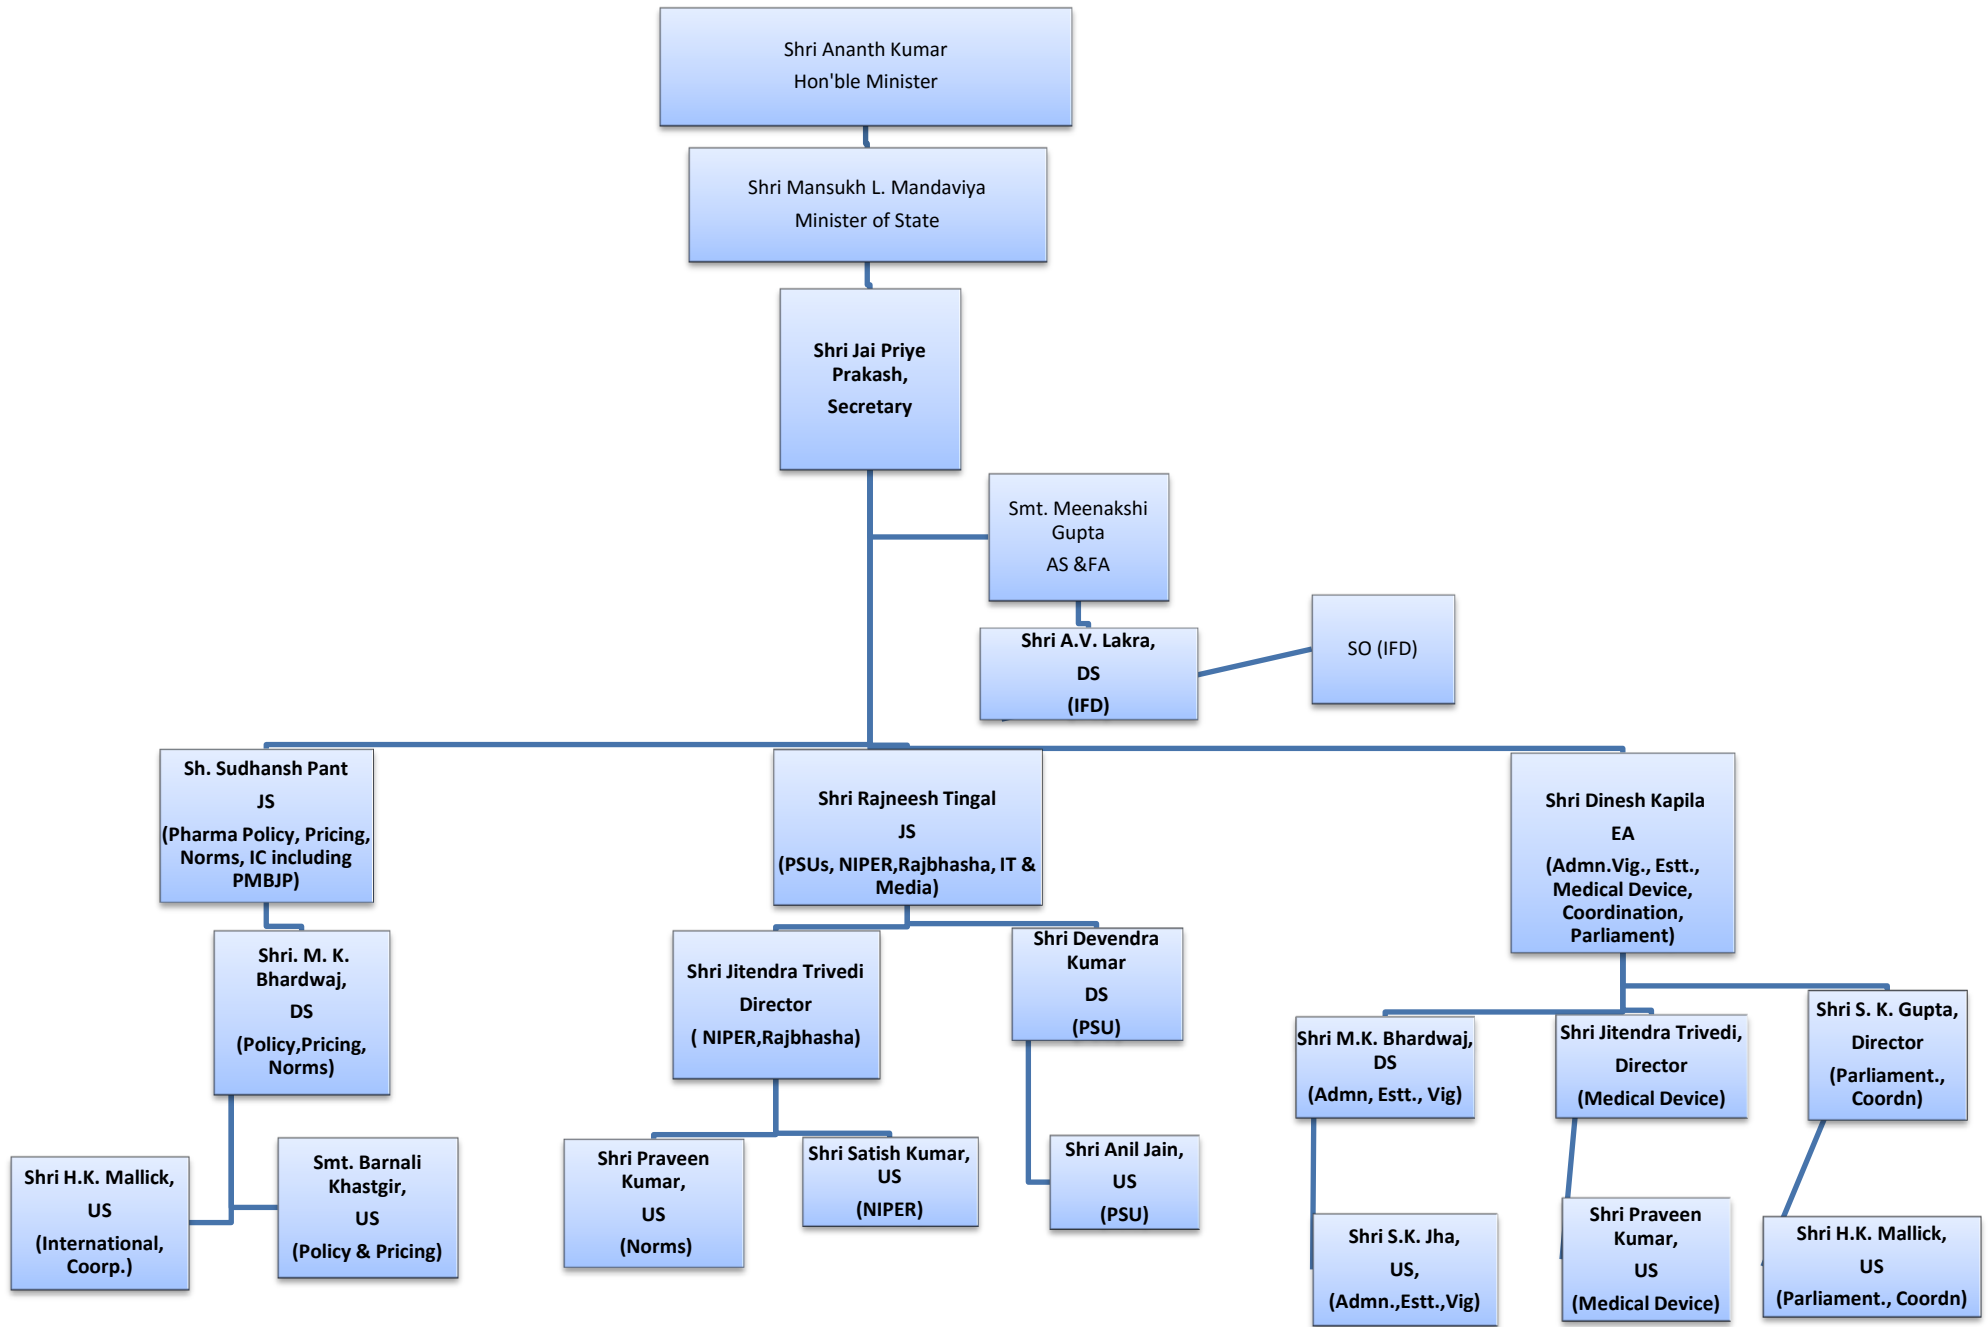 Shri Ananth Kumar
Hon'ble Minister
Shri Mansukh L. Mandaviya
Minister of State
Shri Jai Priye
Prakash,
Secretary
Smt. Meenakshi
Gupta
AS &FA
Shri A.V. Lakra,
DS
(IFD)
SO (IFD)
Sh. Sudhansh Pant
JS
(Pharma Policy, Pricing,
Norms, IC including
PMBJP)
Shri Rajneesh Tingal
JS
(PSUs, NIPER,Rajbhasha, IT &
Media)
Shri Dinesh Kapila
EA
(Admn.Vig., Estt.,
Medical Device,
Coordination,
Parliament)
Shri. M. K.
Bhardwaj,
DS
(Policy,Pricing,
Norms)
Shri Jitendra Trivedi
Director
( NIPER,Rajbhasha)
Shri Devendra
Kumar
DS
(PSU)
Shri M.K. Bhardwaj,
DS
(Admn, Estt., Vig)
Shri Jitendra Trivedi,
Director
(Medical Device)
Shri S. K. Gupta,
Director
(Parliament.,
Coordn)
Shri H.K. Mallick,
US
(International,
Coorp.)
Smt. Barnali
Khastgir,
US
(Policy & Pricing)
Shri Praveen
Kumar,
US
(Norms)
Shri Satish Kumar,
US
(NIPER)
Shri Anil Jain,
US
(PSU)
Shri S.K. Jha,
US,
(Admn.,Estt.,Vig)
Shri Praveen
Kumar,
US
(Medical Device)
Shri H.K. Mallick,
US
(Parliament., Coordn)